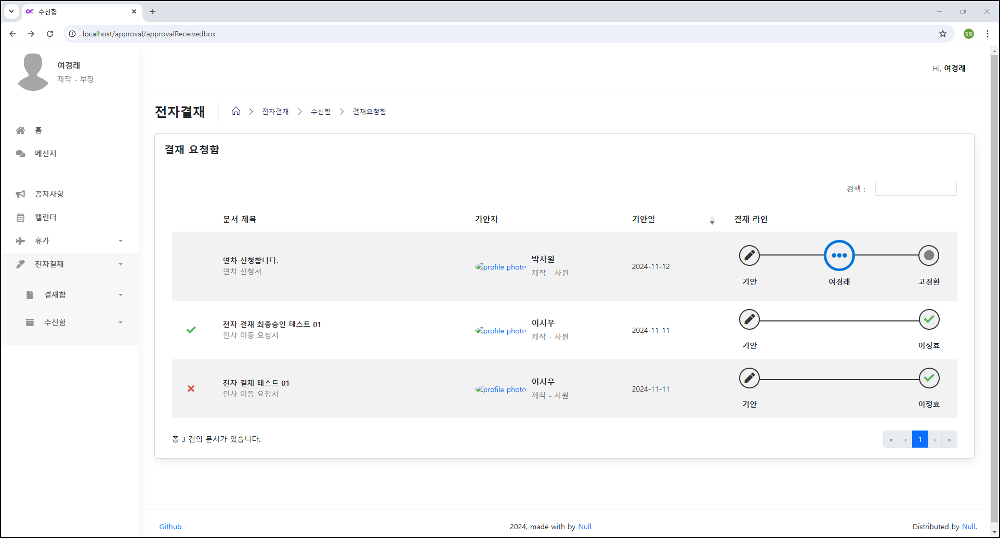 수신함
localhost/approval/approvalReceivedbox
경환
여경래
제작 - 부장
Hi, 여경래
홈
메신저
공지사항
캘린더
휴가
전자결재
결재함
수신함
전자결재
전자결재
수신함
결재요청함
결재 요청함
검색 :
문서 제목 기안자 기안일 결재 라인
연차 신청합니다.
연차 신청서
profile photo
박사원
제작 - 사원
2024-11-12
기안 여경래 고경환
전자 결재 최종승인 테스트 01
인사 이동 요청서
profile photo
이시우
제작 - 사원
2024-11-11
기안 이정효
전자 결재 테스트 01
인사 이동 요청서
profile photo
이시우
제작 - 사원
2024-11-11
기안 이정효
총 3 건의 문서가 있습니다.
« ‹ 1 › »
Github
2024, made with by Null
Distributed by Null.